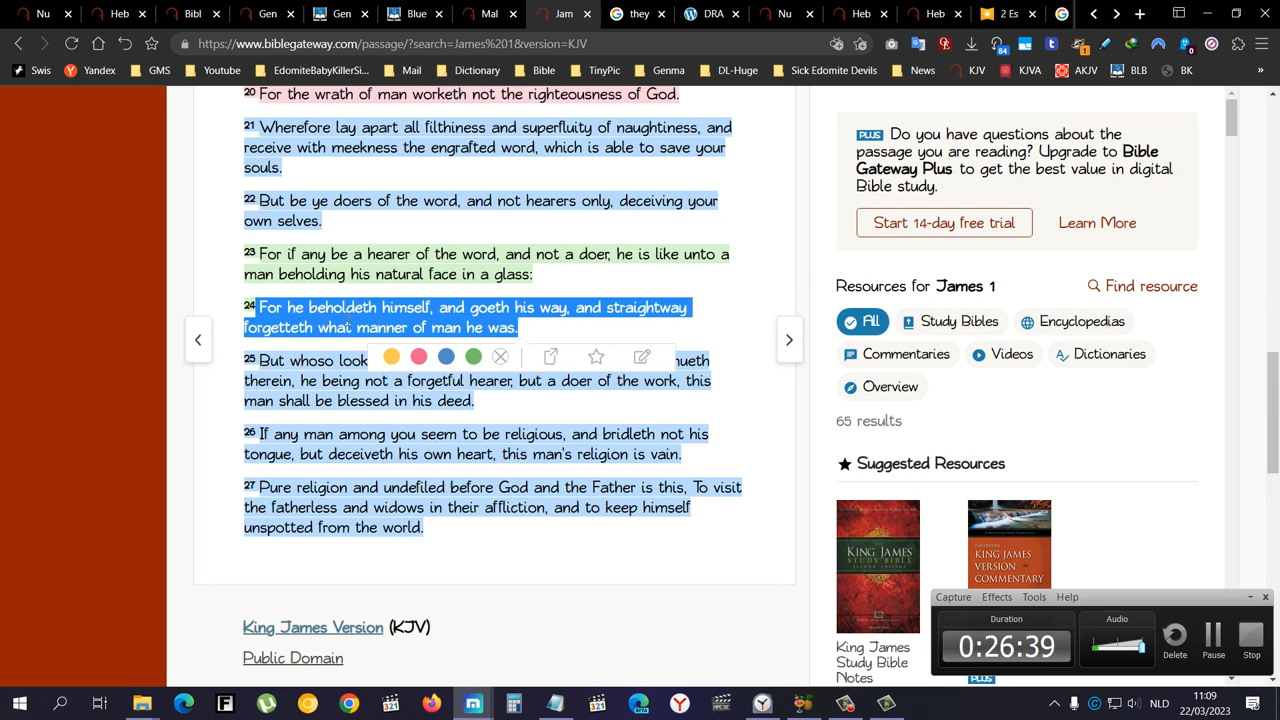 Nu
Heb
Bibl
Gen
Gen
Blue
Mal
Jam
they
DRA
Nu
Heb
Heb
2 Es
https://www.biblegateway.com/passage/?search=James%201&version=KJV
84
1
0
Swis
Yandex
GMS
Youtube
EdomiteBabyKillerSi...
Mail
Dictionary
Bible
TinyPic
Genma
DL-Huge
Sick Edomite Devils
News
KJV
KJVA
AKJV
BLB
BK
20 For the wrath of man worketh not the righteousness of God.
21 Wherefore lay apart all filthiness and superfluity of naughtiness, and
receive with meekness the engrafted word, which is able to save your
souls.
22 But be ye doers of the word, and not hearers only, deceiving your
own selves.
23 For if any be a hearer of the word, and not a doer, he is like unto a
man beholding his natural face in a glass:
24 For he beholdeth himself, and goeth his way, and straightway
forgetteth what manner of man he was.
25 But whoso look nueth
therein, he being not a forgetful hearer, but a doer of the work, this
man shall be blessed in his deed.
26 If any man among you seem to be religious, and bridleth not his
tongue, but deceiveth his own heart, this man's religion is vain.
27 Pure religion and undefiled before God and the Father is this, To visit
the fatherless and widows in their affliction, and to keep himself
unspotted from the world.
King James Version (KJV)
Public Domain
PLUS Do you have questions about the
passage you are reading? Upgrade to Bible
Gateway Plus to get the best value in digital
Bible study.
Start 14-day free trial
Learn More
Resources for James 1
Find resource
All
Study Bibles
Encyclopedias
Commentaries
Videos
Dictionaries
Overview
65 results
Suggested Resources
KING JAMES
STUDY BIBLE
KING JAMES
VERSION
COMMENTARY
King James
Study Bible
Notes
PLUS
Capture
Effects
Tools
Help
Duration
0:26:39
Audio
Delete
Pause
Stop
NLD
11:09
22/03/2023